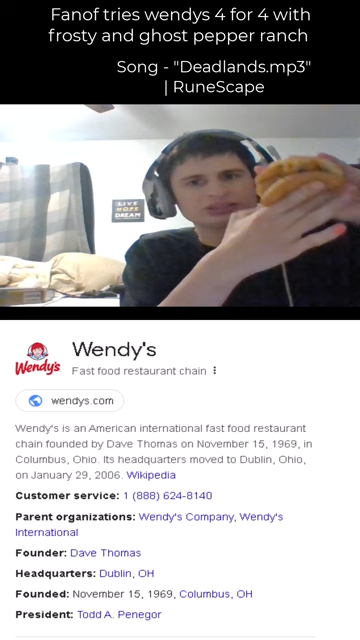 Fanof tries wendys 4 for 4 with
frosty and ghost pepper ranch
Song - "Deadlands.mp3"
| RuneScape
LIVE
HOPE
DREAM
Wendy's
Wendy's
Fast food restaurant chain
wendys.com
Wendy's is an American international fast food restaurant
chain founded by Dave Thomas on November 15, 1969, in
Columbus, Ohio. Its headquarters moved to Dublin, Ohio,
on January 29, 2006. Wikipedia
Customer service: 1 (888) 624-8140
Parent organizations: Wendy's Company, Wendy's
International
Founder: Dave Thomas
Headquarters: Dublin, OH
Founded: November 15, 1969, Columbus, OH
President: Todd A. Penegor